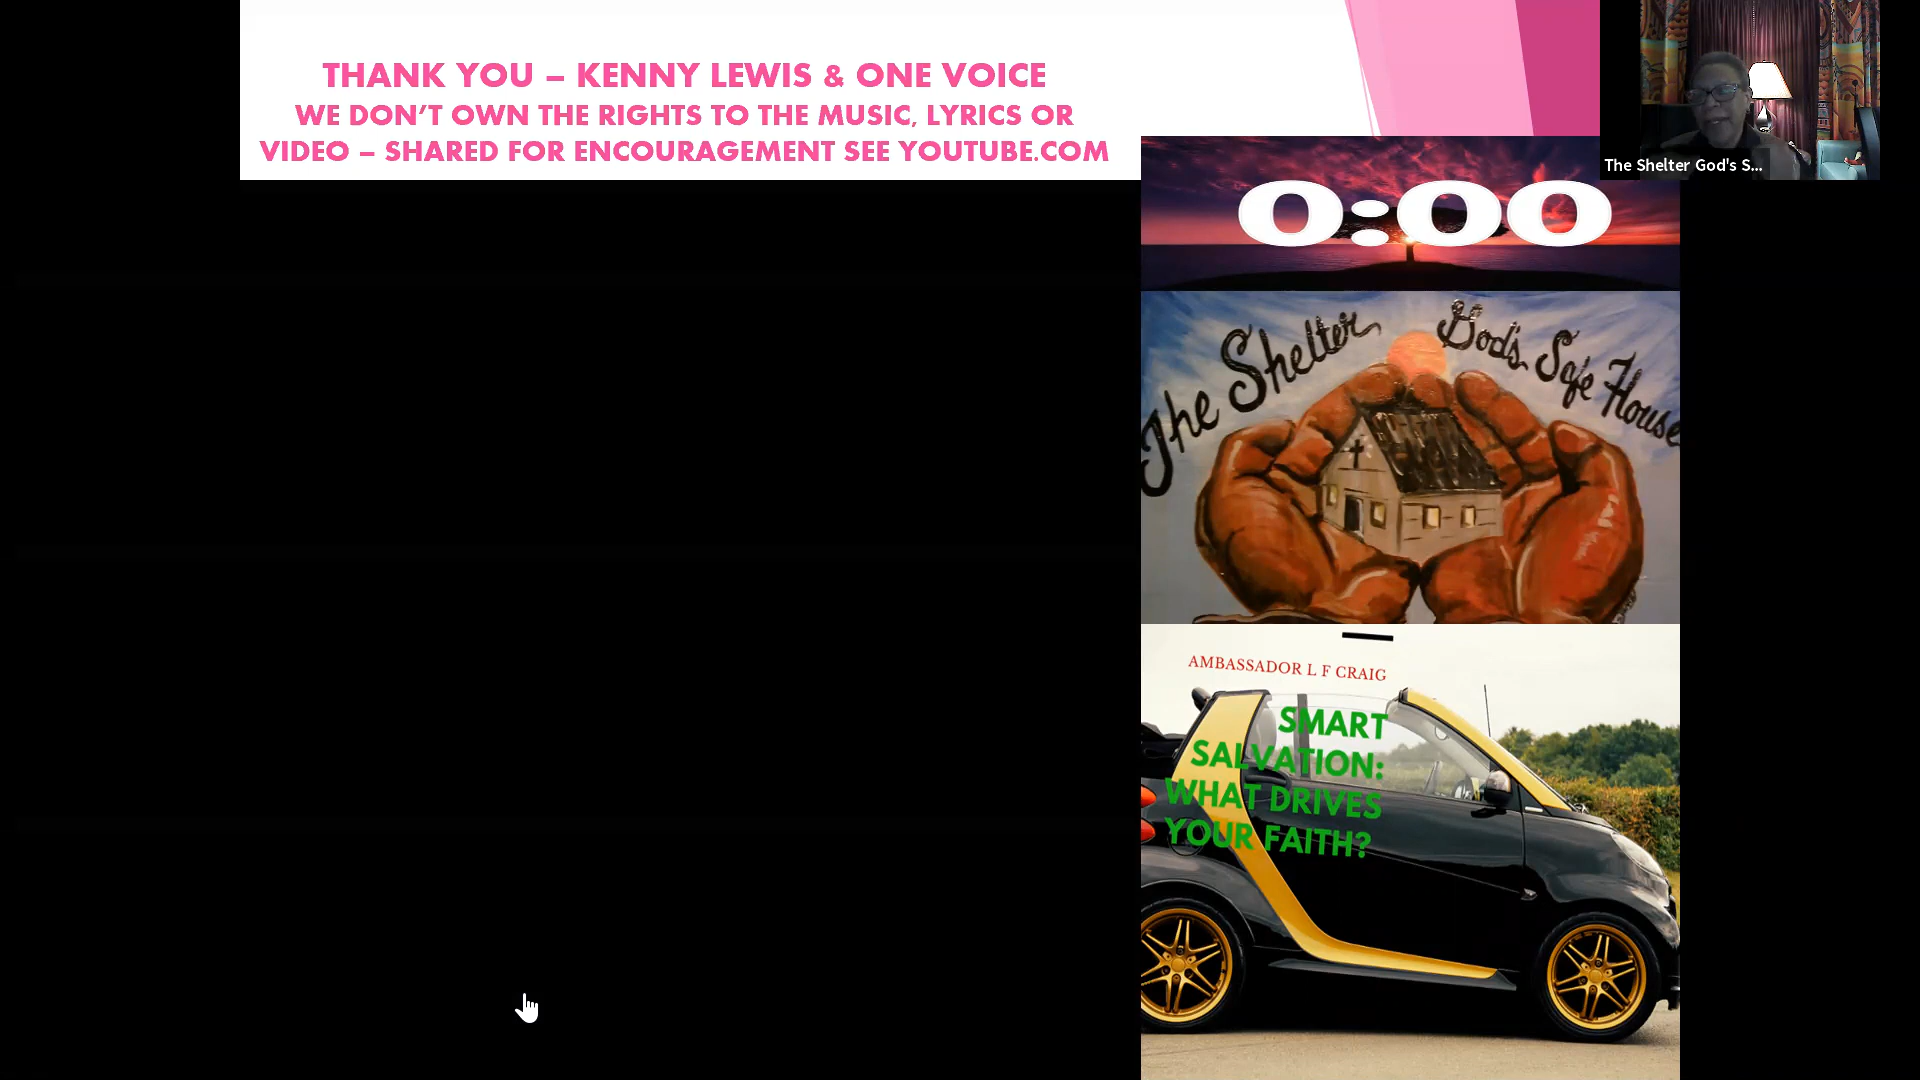 THANK YOU – KENNY LEWIS & ONE VOICE
WE DON'T OWN THE RIGHTS TO THE MUSIC, LYRICS OR
VIDEO – SHARED FOR ENCOURAGEMENT SEE YOUTUBE.COM
The Shelter God's S...
0:00
The Shelter God's Safe House
AMBASSADOR L F CRAIG
SMART
SALVATION:
WHAT DRIVES
YOUR FAITH?